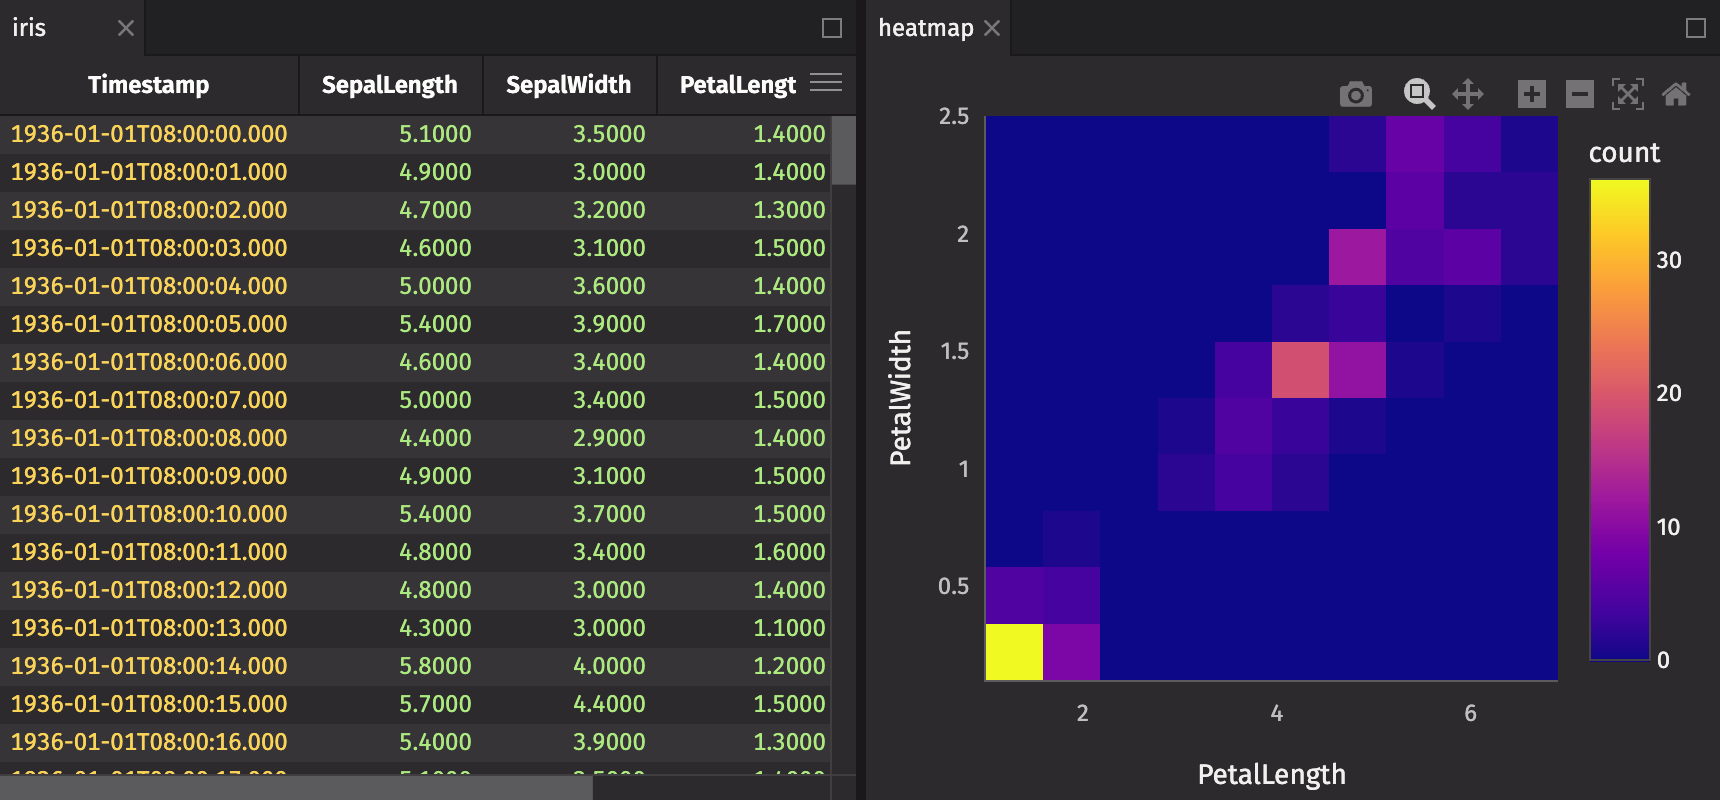 iris
Timestamp SepalLength SepalWidth PetalLengt
1936-01-01T08:00:00.000 5.1000 3.5000 1.4000
1936-01-01T08:00:01.000 4.9000 3.0000 1.4000
1936-01-01T08:00:02.000 4.7000 3.2000 1.3000
1936-01-01T08:00:03.000 4.6000 3.1000 1.5000
1936-01-01T08:00:04.000 5.0000 3.6000 1.4000
1936-01-01T08:00:05.000 5.4000 3.9000 1.7000
1936-01-01T08:00:06.000 4.6000 3.4000 1.4000
1936-01-01T08:00:07.000 5.0000 3.4000 1.5000
1936-01-01T08:00:08.000 4.4000 2.9000 1.4000
1936-01-01T08:00:09.000 4.9000 3.1000 1.5000
1936-01-01T08:00:10.000 5.4000 3.7000 1.5000
1936-01-01T08:00:11.000 4.8000 3.4000 1.6000
1936-01-01T08:00:12.000 4.8000 3.0000 1.4000
1936-01-01T08:00:13.000 4.3000 3.0000 1.1000
1936-01-01T08:00:14.000 5.8000 4.0000 1.2000
1936-01-01T08:00:15.000 5.7000 4.4000 1.5000
1936-01-01T08:00:16.000 5.4000 3.9000 1.3000
heatmap
2.5
2
1.5
1
0.5
PetalWidth
2 4 6
PetalLength
count
30
20
10
0